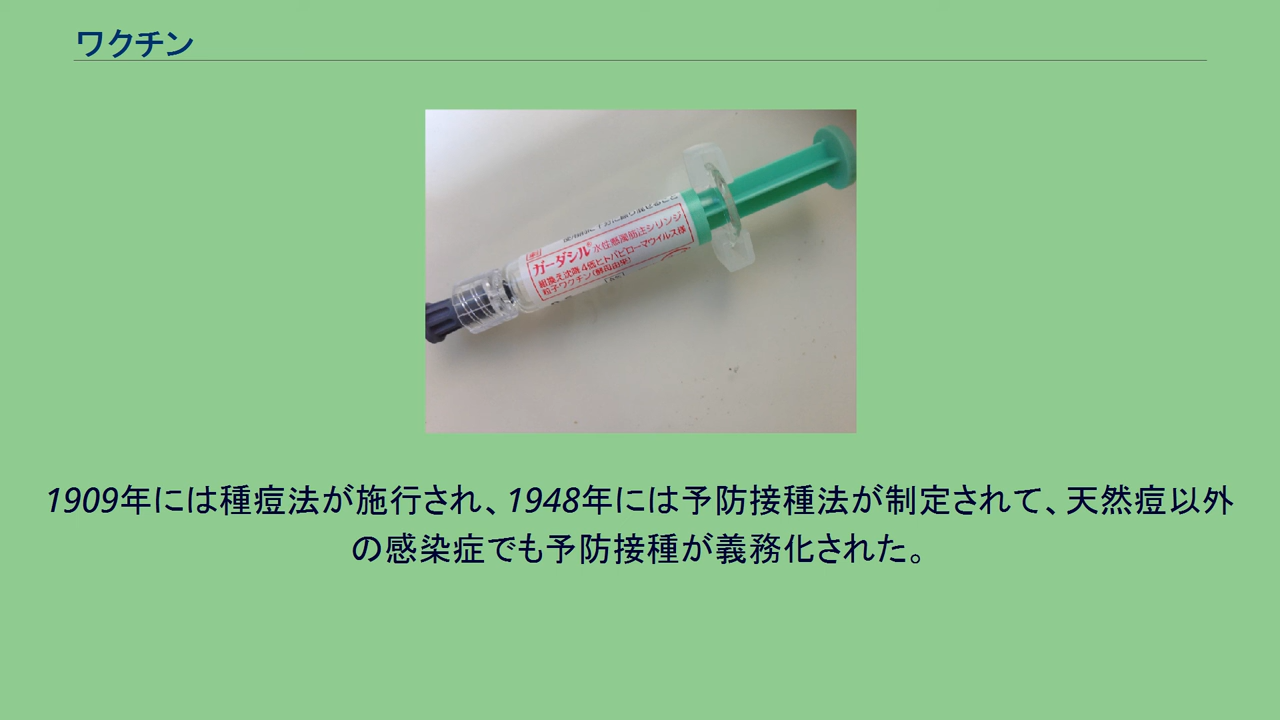 ワクチン
ガーダシル® 水性懸濁筋注シリンジ
組換え沈降4価ヒトパピローマウイルス様
粒子ワクチン(酵母由来)
1909年には種痘法が施行され、1948年には予防接種法が制定されて、天然痘以外
の感染症でも予防接種が義務化された。